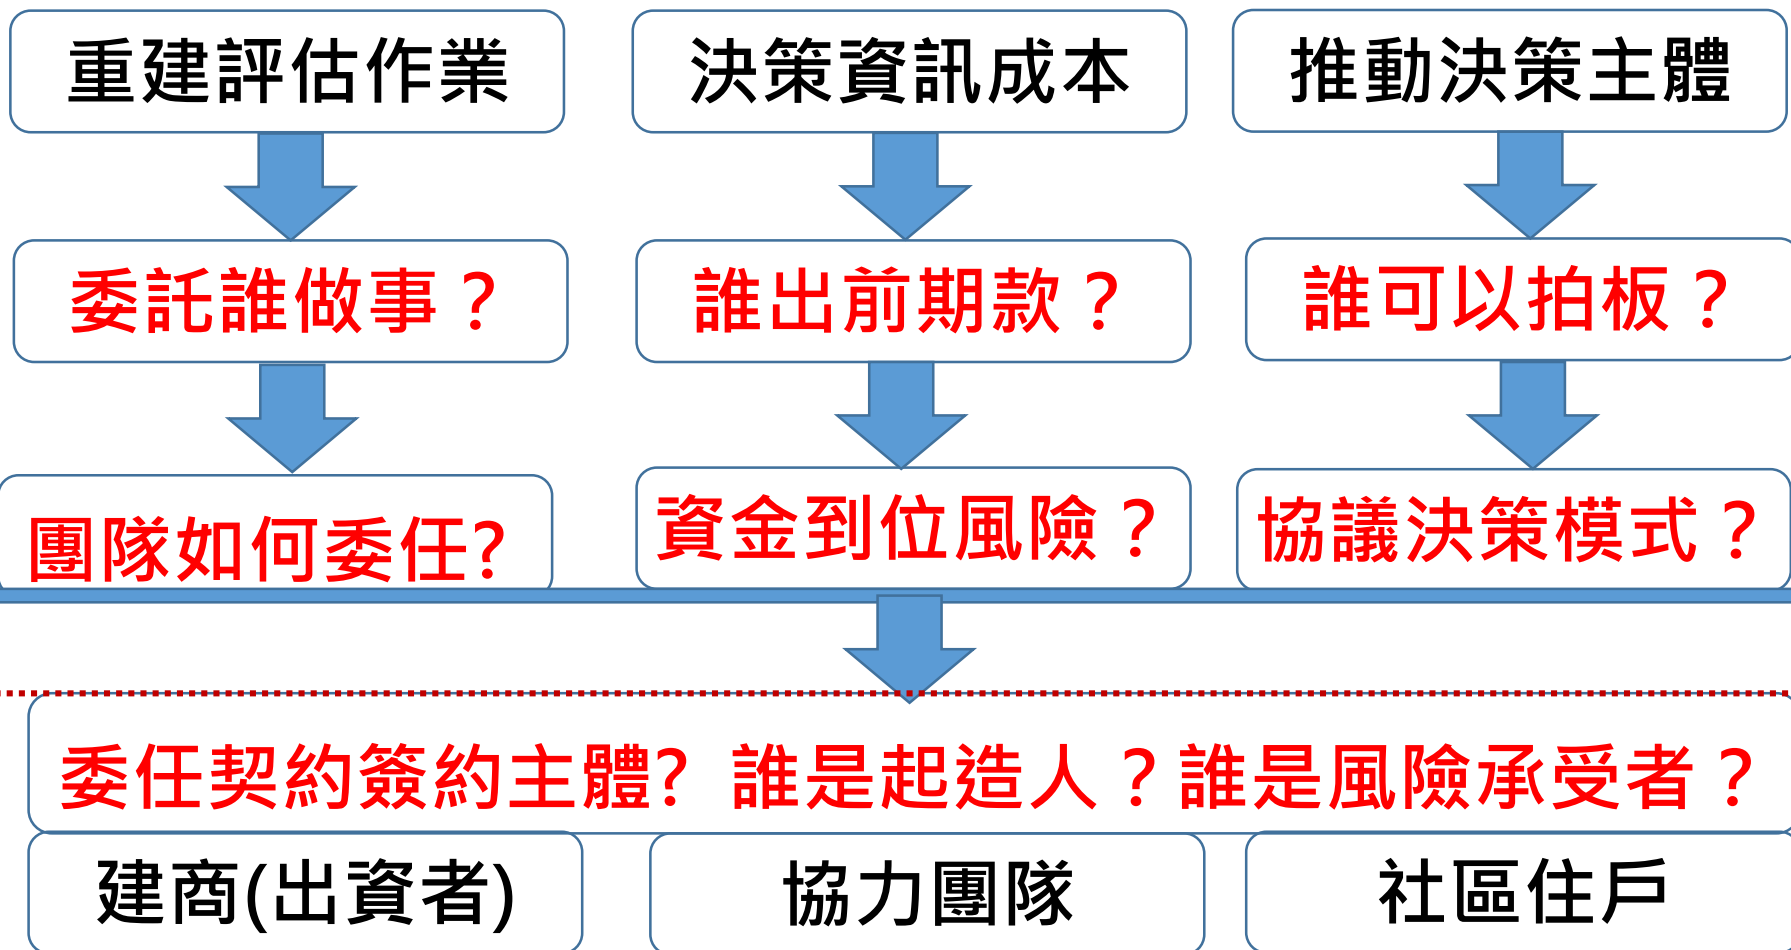 重建評估作業 決策資訊成本 推動決策主體
委託誰做事？ 誰出前期款？ 誰可以拍板？
團隊如何委任? 資金到位風險？ 協議決策模式？
委任契約簽約主體? 誰是起造人？誰是風險承受者？
建商(出資者) 協力團隊 社區住戶